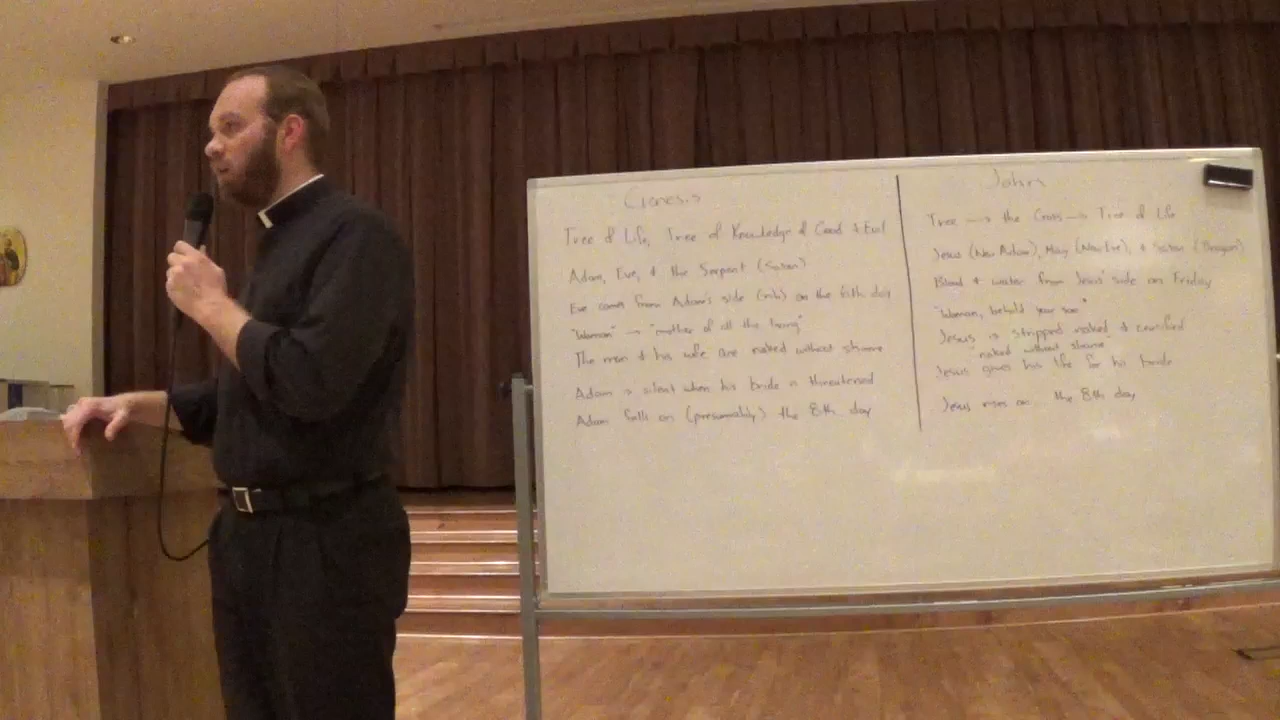 Genesis
Tree of Life, Tree of Knowledge of Good & Evil
Adam, Eve, & the Serpent (Satan)
Eve comes from Adam's side (rib) on the 6th day
"Woman" → "mother of all the living"
The man & his wife are naked without shame
Adam is silent when his bride is threatened
Adam falls on (presumably) the 8th day
John
Tree → the Cross → Tree of Life
Jesus (New Adam), Mary (New Eve), & Satan (Dragon)
Blood & water from Jesus' side on Friday
"Woman, behold your son"
Jesus is stripped naked & crucified
"naked without shame"
Jesus gives his life for his bride
Jesus rises on the 8th day